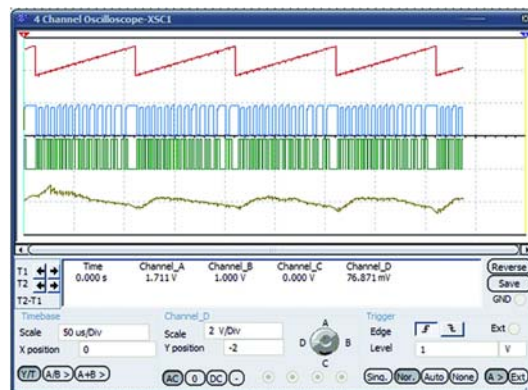 4 Channel Oscilloscope-XSC1
Time Channel_A Channel_B Channel_C Channel_D
T1 0.000 s 1.711 V 1.000 V 0.000 V 76.871 mV
T2
T2-T1
Reverse
Save
GND
Timebase
Scale 50 us/Div
X position 0
Y/T A/B > A+B >
Channel_D
Scale 2 V/Div
Y position -2
AC 0 DC -
A
D B
C
Trigger
Edge
Ext
Level 1 V
Sing. Nor. Auto None A > Ext